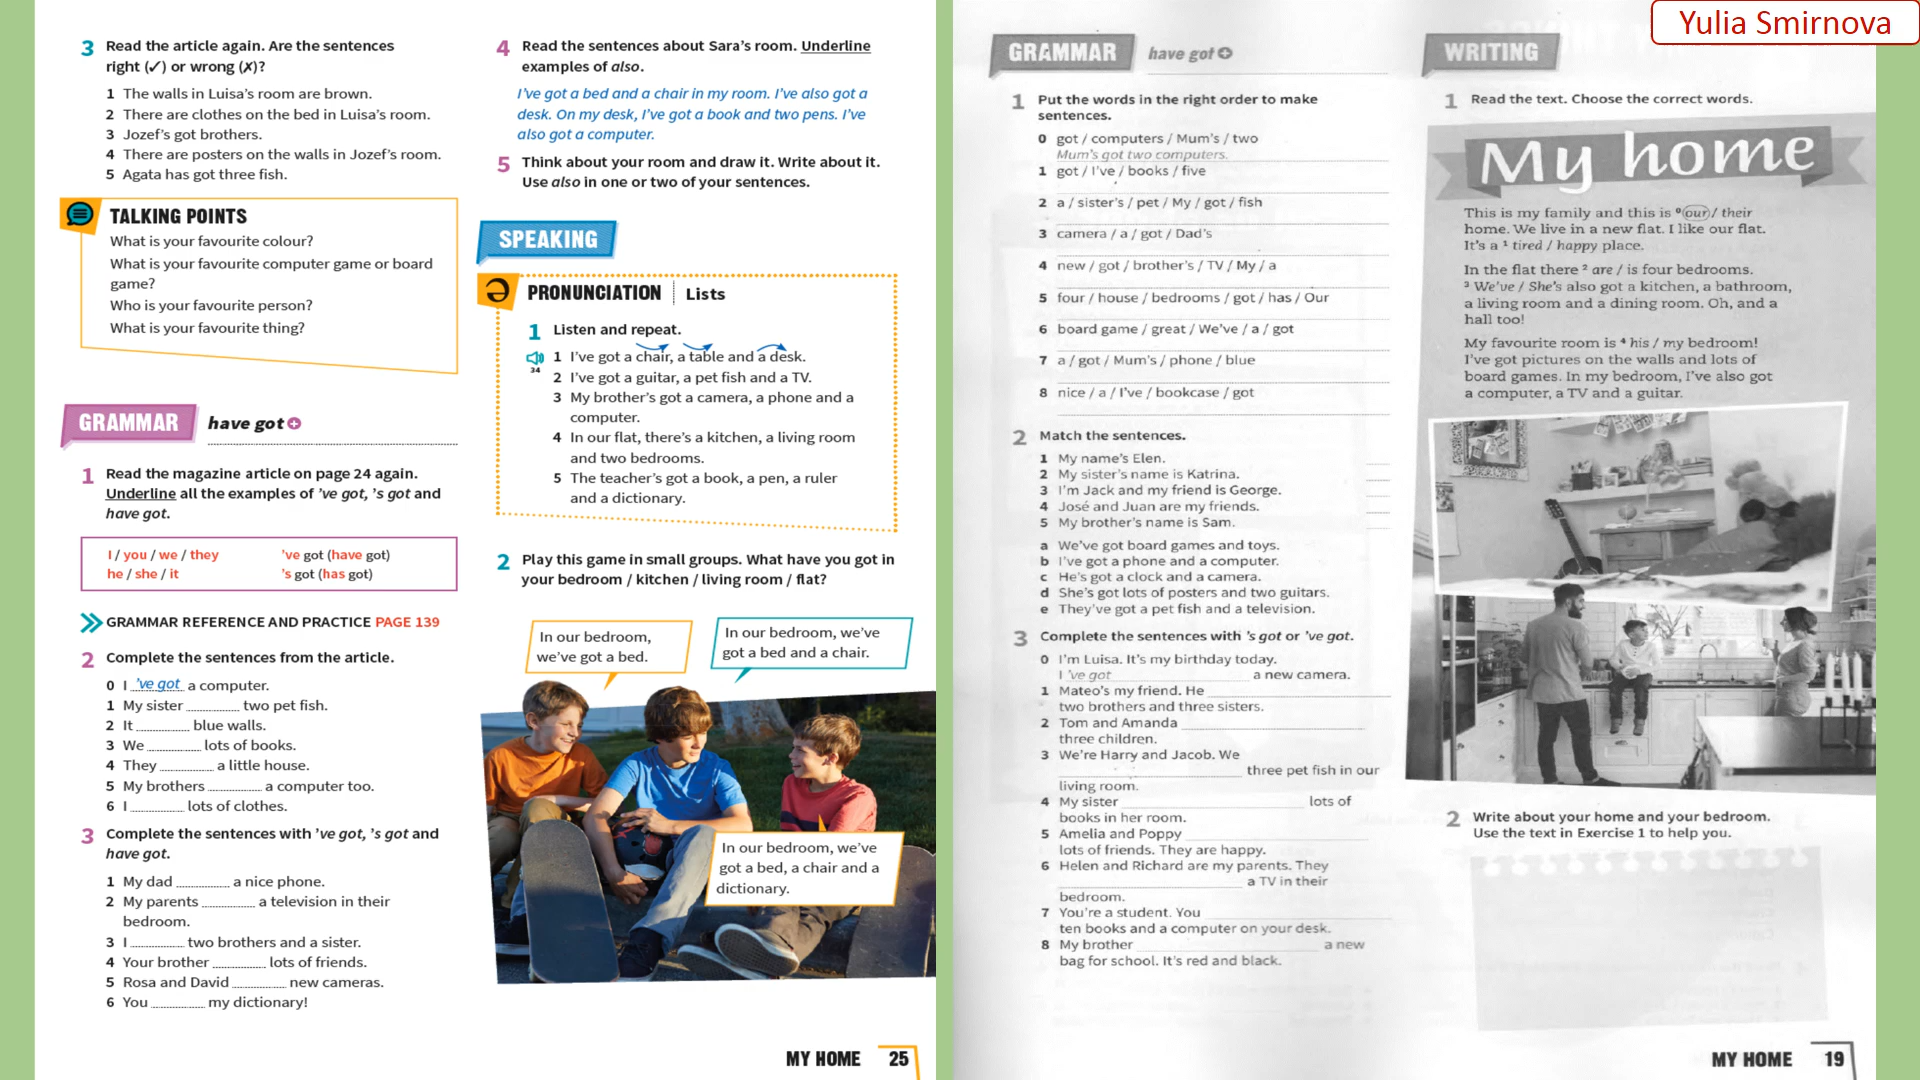 3 Read the article again. Are the sentences
right (✓) or wrong (✗)?
1 The walls in Luisa's room are brown.
2 There are clothes on the bed in Luisa's room.
3 Jozef's got brothers.
4 There are posters on the walls in Jozef's room.
5 Agata has got three fish.
TALKING POINTS
What is your favourite colour?
What is your favourite computer game or board
game?
Who is your favourite person?
What is your favourite thing?
GRAMMAR have got +
1 Read the magazine article on page 24 again.
Underline all the examples of 've got, 's got and
have got.
I / you / we / they 've got (have got)
he / she / it 's got (has got)
GRAMMAR REFERENCE AND PRACTICE PAGE 139
2 Complete the sentences from the article.
0 I 've got a computer.
1 My sister ............ two pet fish.
2 It ............ blue walls.
3 We ............ lots of books.
4 They ............ a little house.
5 My brothers ............ a computer too.
6 I ............ lots of clothes.
3 Complete the sentences with 've got, 's got and
have got.
1 My dad ............ a nice phone.
2 My parents ............ a television in their
bedroom.
3 I ............ two brothers and a sister.
4 Your brother ............ lots of friends.
5 Rosa and David ............ new cameras.
6 You ............ my dictionary!
4 Read the sentences about Sara's room. Underline
examples of also.
I've got a bed and a chair in my room. I've also got a
desk. On my desk, I've got a book and two pens. I've
also got a computer.
5 Think about your room and draw it. Write about it.
Use also in one or two of your sentences.
SPEAKING
PRONUNCIATION Lists
1 Listen and repeat.
34
1 I've got a chair, a table and a desk.
2 I've got a guitar, a pet fish and a TV.
3 My brother's got a camera, a phone and a
computer.
4 In our flat, there's a kitchen, a living room
and two bedrooms.
5 The teacher's got a book, a pen, a ruler
and a dictionary.
2 Play this game in small groups. What have you got in
your bedroom / kitchen / living room / flat?
In our bedroom,
we've got a bed.
In our bedroom, we've
got a bed and a chair.
In our bedroom, we've
got a bed, a chair and a
dictionary.
MY HOME 25
Yulia Smirnova
GRAMMAR have got +
1 Put the words in the right order to make
sentences.
0 got / computers / Mum's / two
Mum's got two computers.
1 got / I've / books / five
2 a / sister's / pet / My / got / fish
3 camera / a / got / Dad's
4 new / got / brother's / TV / My / a
5 four / house / bedrooms / got / has / Our
6 board game / great / We've / a / got
7 a / got / Mum's / phone / blue
8 nice / a / I've / bookcase / got
2 Match the sentences.
1 My name's Elen.
2 My sister's name is Katrina.
3 I'm Jack and my friend is George.
4 José and Juan are my friends.
5 My brother's name is Sam.
a We've got board games and toys.
b I've got a phone and a computer.
c He's got a clock and a camera.
d She's got lots of posters and two guitars.
e They've got a pet fish and a television.
3 Complete the sentences with 's got or 've got.
0 I'm Luisa. It's my birthday today.
I 've got a new camera.
1 Mateo's my friend. He
two brothers and three sisters.
2 Tom and Amanda
three children.
3 We're Harry and Jacob. We
three pet fish in our
living room.
4 My sister lots of
books in her room.
5 Amelia and Poppy
lots of friends. They are happy.
6 Helen and Richard are my parents. They
a TV in their
bedroom.
7 You're a student. You
ten books and a computer on your desk.
8 My brother a new
bag for school. It's red and black.
WRITING
1 Read the text. Choose the correct words.
My home
This is my family and this is 0 our / their
home. We live in a new flat. I like our flat.
It's a 1 tired / happy place.
In the flat there 2 are / is four bedrooms.
3 We've / She's also got a kitchen, a bathroom,
a living room and a dining room. Oh, and a
hall too!
My favourite room is 4 his / my bedroom!
I've got pictures on the walls and lots of
board games. In my bedroom, I've also got
a computer, a TV and a guitar.
2 Write about your home and your bedroom.
Use the text in Exercise 1 to help you.
MY HOME 19